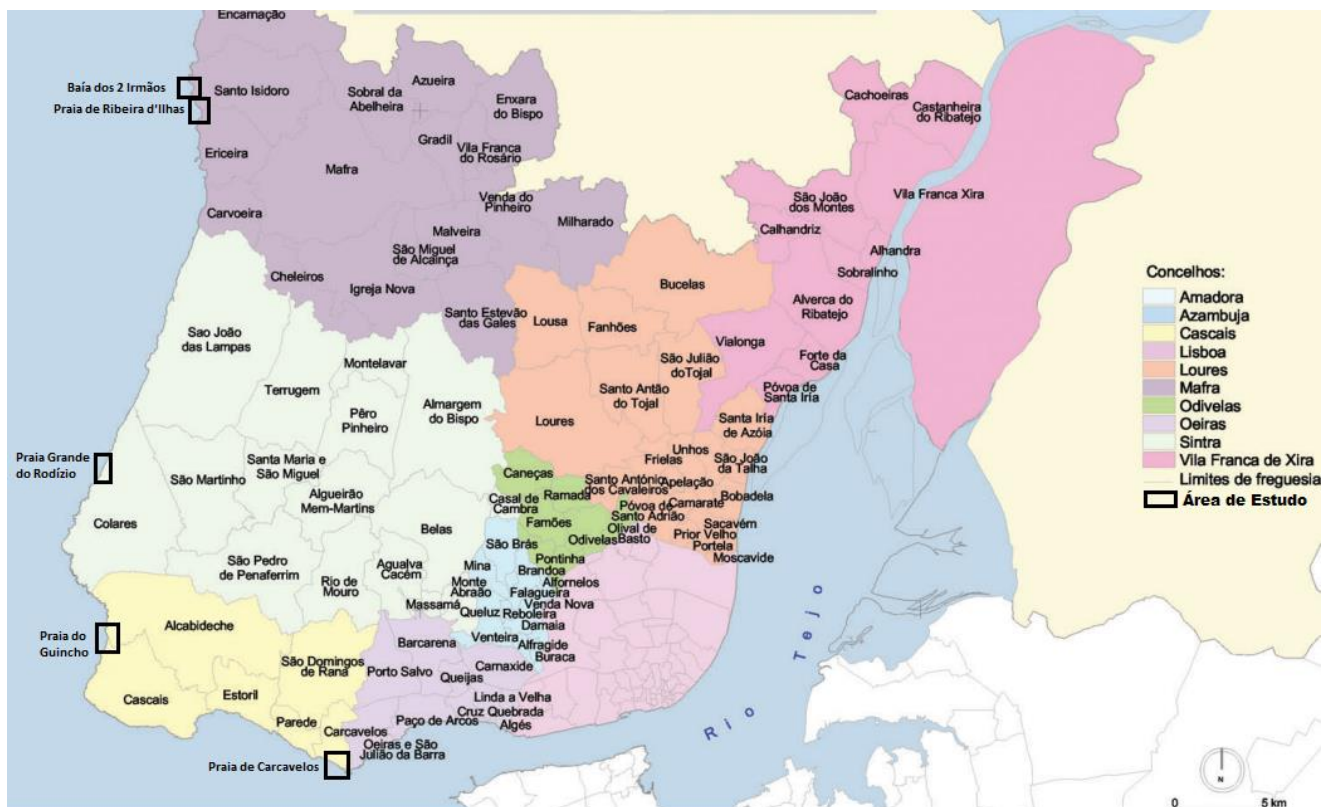 Encarnação
Baía dos 2 Irmãos
Praia de Ribeira d'Ilhas
Santo Isidoro
Sobral da
Abelheira
Azueira
Enxara
do Bispo
Gradil
Vila Franca
do Rosário
Ericeira
Mafra
Venda do
Pinheiro
Milharado
Carvoeira
Malveira
São Miguel
de Alcainça
Cheleiros
Igreja Nova
Santo Estevão
das Gales
Cachoeiras
Castanheira
do Ribatejo
São João
dos Montes
Vila Franca Xira
Calhandriz
Alhandra
Sobralinho
Alverca do
Ribatejo
Bucelas
Lousa
Fanhões
Vialonga
Forte da
Casa
São Julião
doTojal
Póvoa de
Santa Iria
Santo Antão
do Tojal
Loures
Santa Iria
de Azóia
Unhos
Frielas
São João
da Talha
Sao João
das Lampas
Montelavar
Terrugem
Almargem
do Bispo
Pêro
Pinheiro
Praia Grande
do Rodízio
Santa Maria e
São Miguel
São Martinho
Algueirão
Mem-Martins
Colares
Belas
São Pedro
de Penaferrim
Rio de
Mouro
Agualva
Cacém
Massamá
Caneças
Casal de
Cambra
Ramada
Santo António
dos Cavaleiros
Apelação
Póvoa de
Santo Adrião
Camarate
Bobadela
Famões
Odivelas
Olival de
Basto
Sacavém
Prior Velho
Portela
Moscavide
São Brás
Pontinha
Mina
Brandoa
Monte
Abraão
Alfornelos
Falagueira
Venda Nova
Queluz
Reboleira
Damaia
Venteira
Alfragide
Buraca
Praia do
Guincho
Alcabideche
São Domingos
de Rana
Barcarena
Porto Salvo
Carnaxide
Queijas
Cascais
Estoril
Linda a Velha
Cruz Quebrada
Algés
Paço de Arcos
Parede
Carcavelos
Oeiras e São
Julião da Barra
Praia de Carcavelos
Rio Tejo
Concelhos:
Amadora
Azambuja
Cascais
Lisboa
Loures
Mafra
Odivelas
Oeiras
Sintra
Vila Franca de Xira
Limites de freguesia
Área de Estudo
N
0 5 km